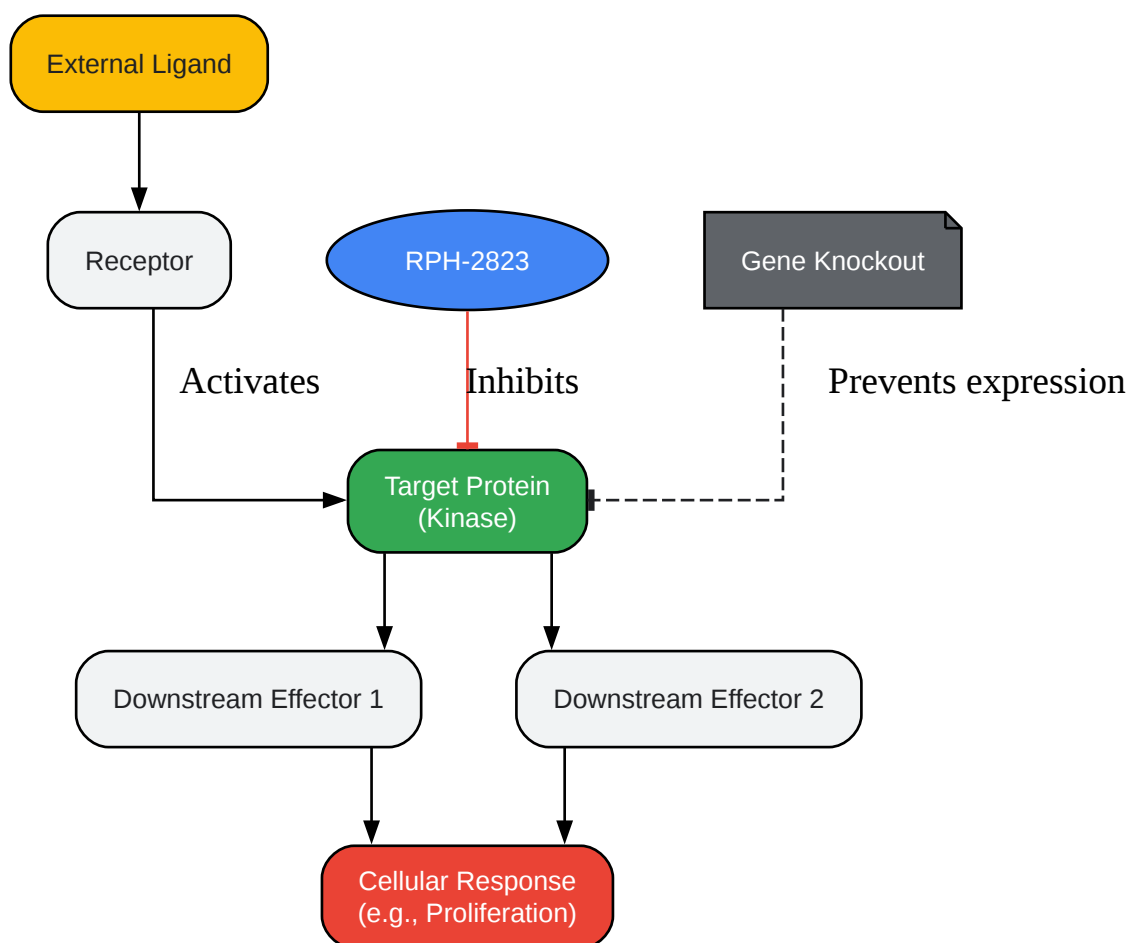 External Ligand
Receptor
RPH-2823
Gene Knockout
Activates
Inhibits
Prevents expression
Target Protein
(Kinase)
Downstream Effector 1
Downstream Effector 2
Cellular Response
(e.g., Proliferation)